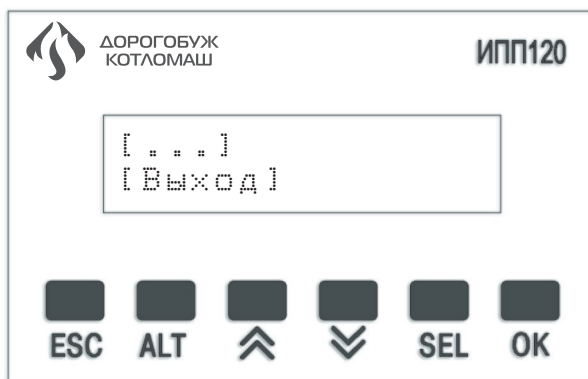 ДОРОГОБУЖ
КОТЛОМАШ
ИПП120
[...]
[Выход]
ESC ALT SEL OK